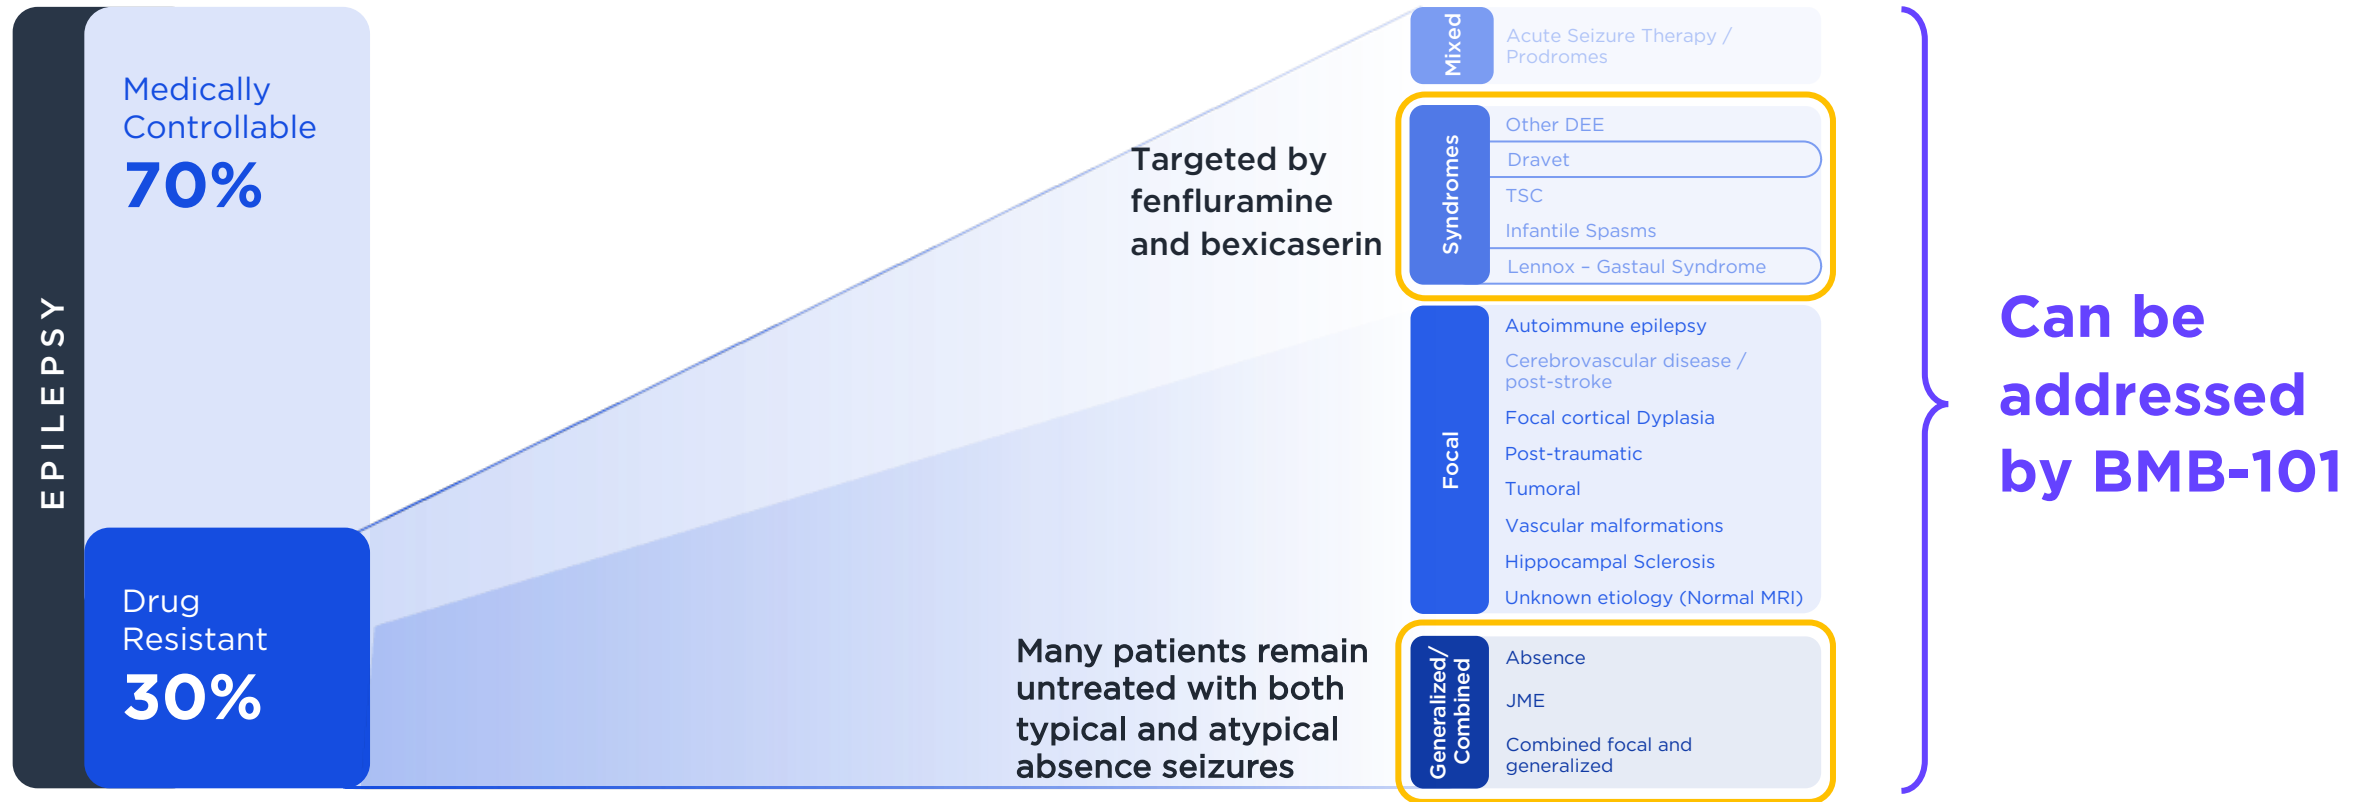 EPILEPSY
Medically
Controllable
70%
Drug
Resistant
30%
Targeted by
fenfluramine
and bexicaserin
Many patients remain
untreated with both
typical and atypical
absence seizures
Mixed
Acute Seizure Therapy /
Prodromes
Syndromes
Other DEE
Dravet
TSC
Infantile Spasms
Lennox – Gastaul Syndrome
Focal
Autoimmune epilepsy
Cerebrovascular disease /
post-stroke
Focal cortical Dyplasia
Post-traumatic
Tumoral
Vascular malformations
Hippocampal Sclerosis
Unknown etiology (Normal MRI)
Generalized/
Combined
Absence
JME
Combined focal and
generalized
Can be
addressed
by BMB-101